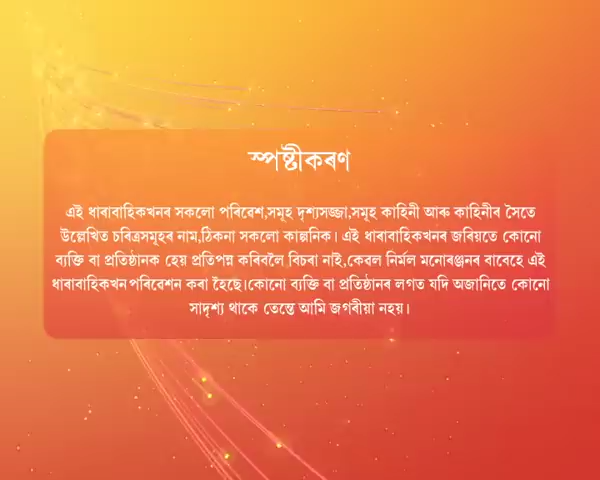 স্পষ্টীকৰণ
এই ধাৰাবাহিকখনৰ সকলো পৰিৱেশ,সমূহ দৃশ্যসজ্জা,সমূহ কাহিনী আৰু কাহিনীৰ সৈতে
উল্লেখিত চৰিত্ৰসমূহৰ নাম,ঠিকনা সকলো কাল্পনিক। এই ধাৰাবাহিকখনৰ জৰিয়তে কোনো
ব্যক্তি বা প্ৰতিষ্ঠানক হেয় প্ৰতিপন্ন কৰিবলৈ বিচৰা নাই,কেৱল নিৰ্মল মনোৰঞ্জনৰ বাবেহে এই
ধাৰাবাহিকখন পৰিৱেশন কৰা হৈছে।কোনো ব্যক্তি বা প্ৰতিষ্ঠানৰ লগত যদি অজানিতে কোনো
সাদৃশ্য থাকে তেন্তে আমি জগৰীয়া নহয়।